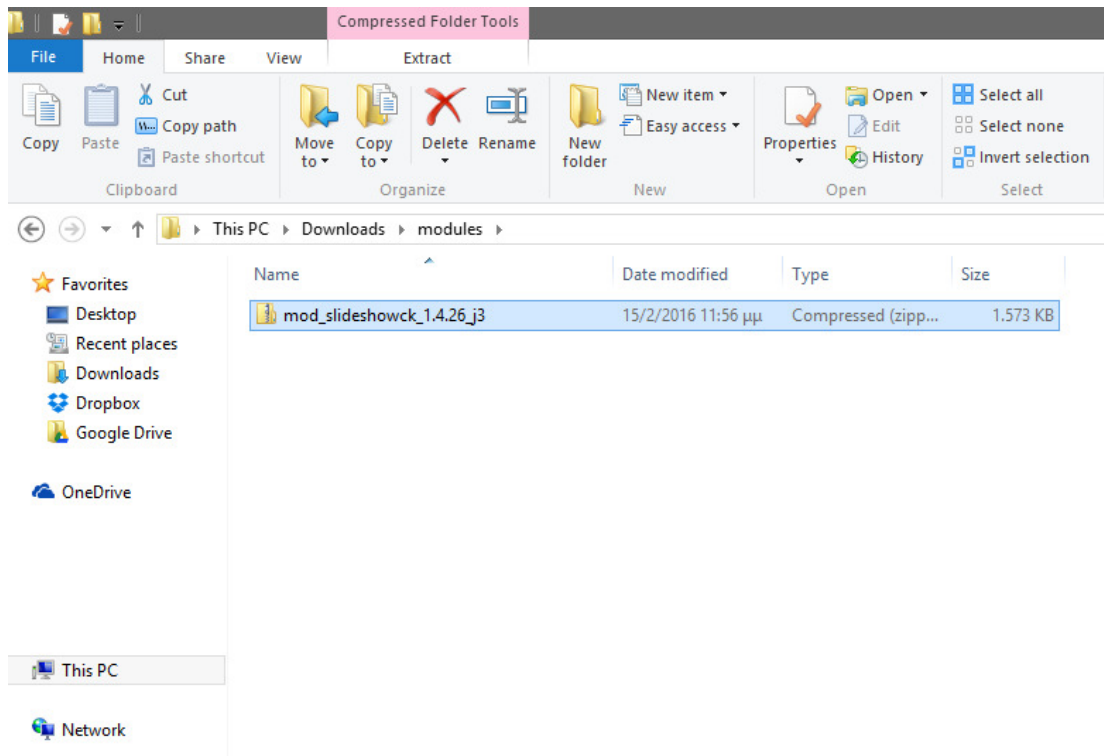 Compressed Folder Tools
File Home Share View Extract
Copy
Paste
Cut
Copy path
Paste shortcut
Clipboard
Move to
Copy to
Delete
Rename
Organize
New folder
New item
Easy access
New
Properties
Open
Edit
History
Open
Select all
Select none
Invert selection
Select
This PC Downloads modules
Favorites
Desktop
Recent places
Downloads
Dropbox
Google Drive
OneDrive
This PC
Network
Name Date modified Type Size
mod_slideshowck_1.4.26_j3 15/2/2016 11:56 μμ Compressed (zipp... 1.573 KB